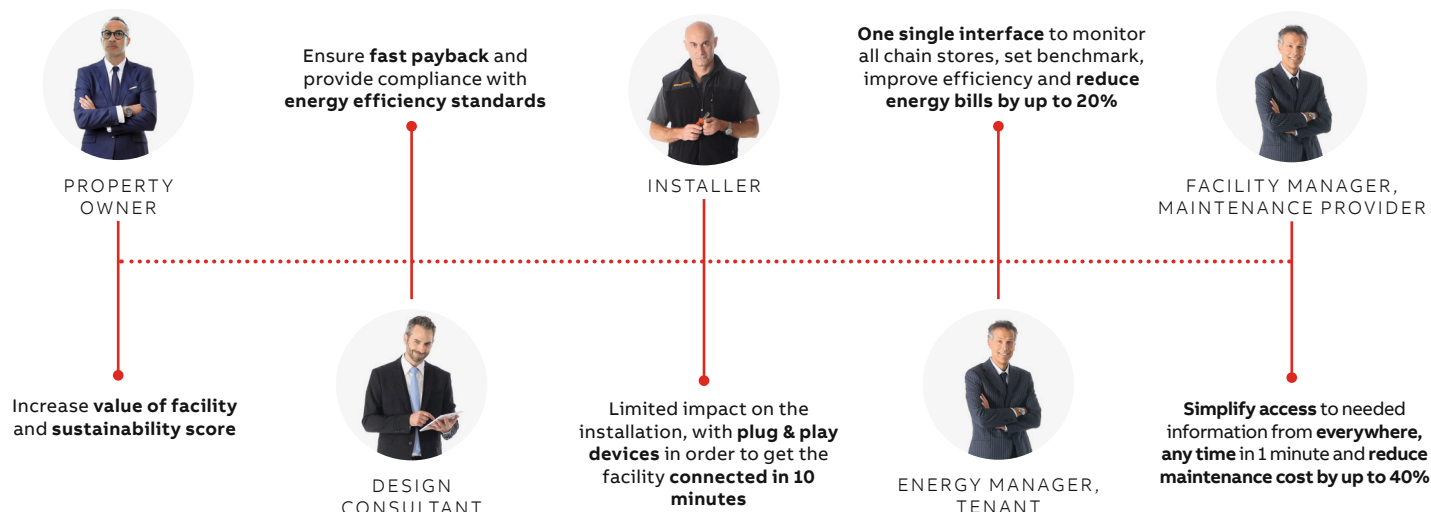 PROPERTY
OWNER
Increase value of facility
and sustainability score
Ensure fast payback and
provide compliance with
energy efficiency standards
DESIGN
CONSULTANT
INSTALLER
Limited impact on the
installation, with plug & play
devices in order to get the
facility connected in 10
minutes
One single interface to monitor
all chain stores, set benchmark,
improve efficiency and reduce
energy bills by up to 20%
ENERGY MANAGER,
TENANT
FACILITY MANAGER,
MAINTENANCE PROVIDER
Simplify access to needed
information from everywhere,
any time in 1 minute and reduce
maintenance cost by up to 40%